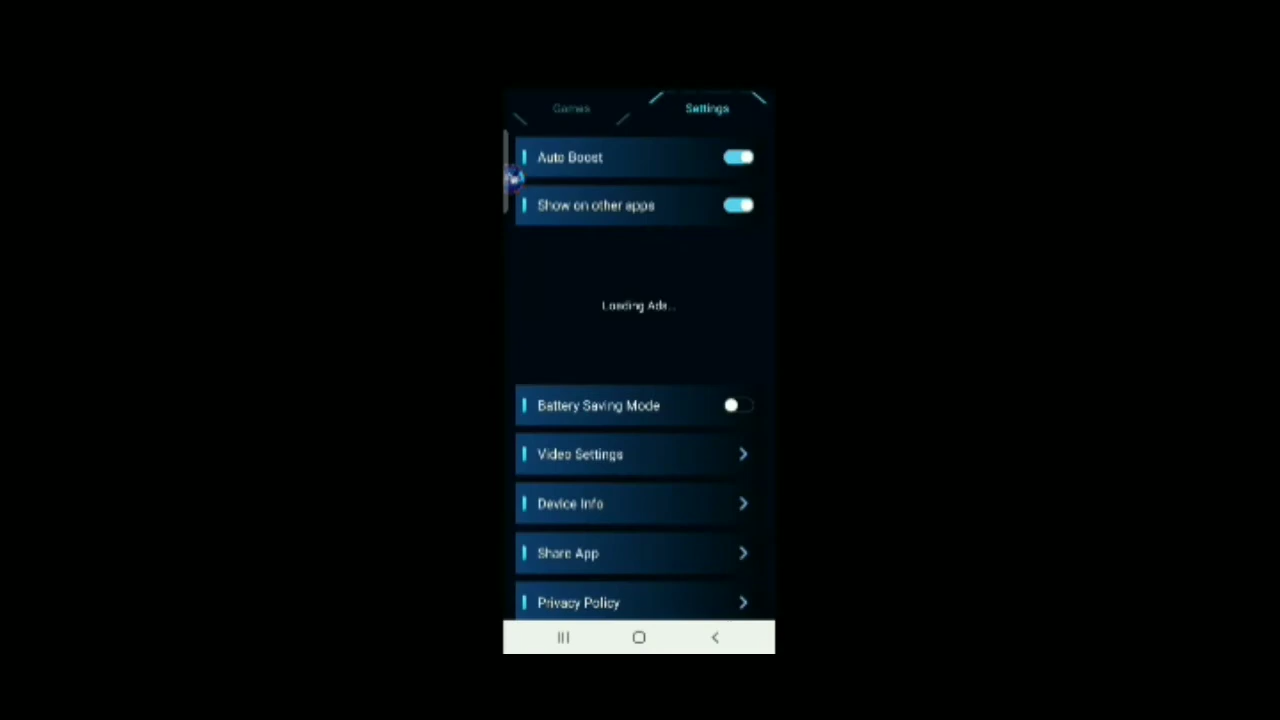 Games
Settings
Auto Boost
Show on other apps
Loading Ads...
Battery Saving Mode
Video Settings
Device Info
Share App
Privacy Policy